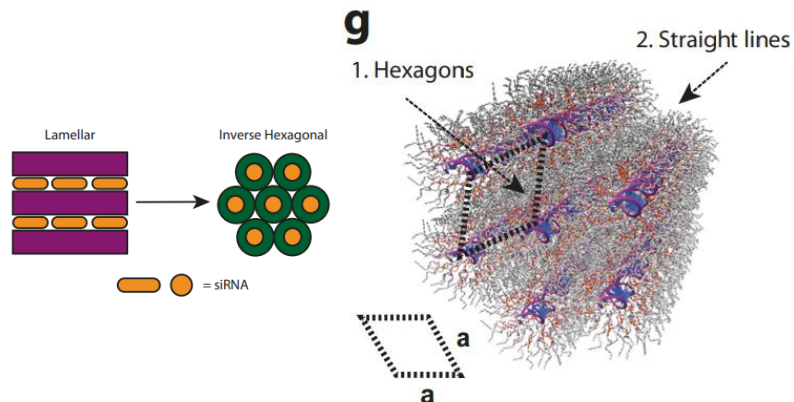 g
2. Straight lines
1. Hexagons
Lamellar
Inverse Hexagonal
= siRNA
a
a